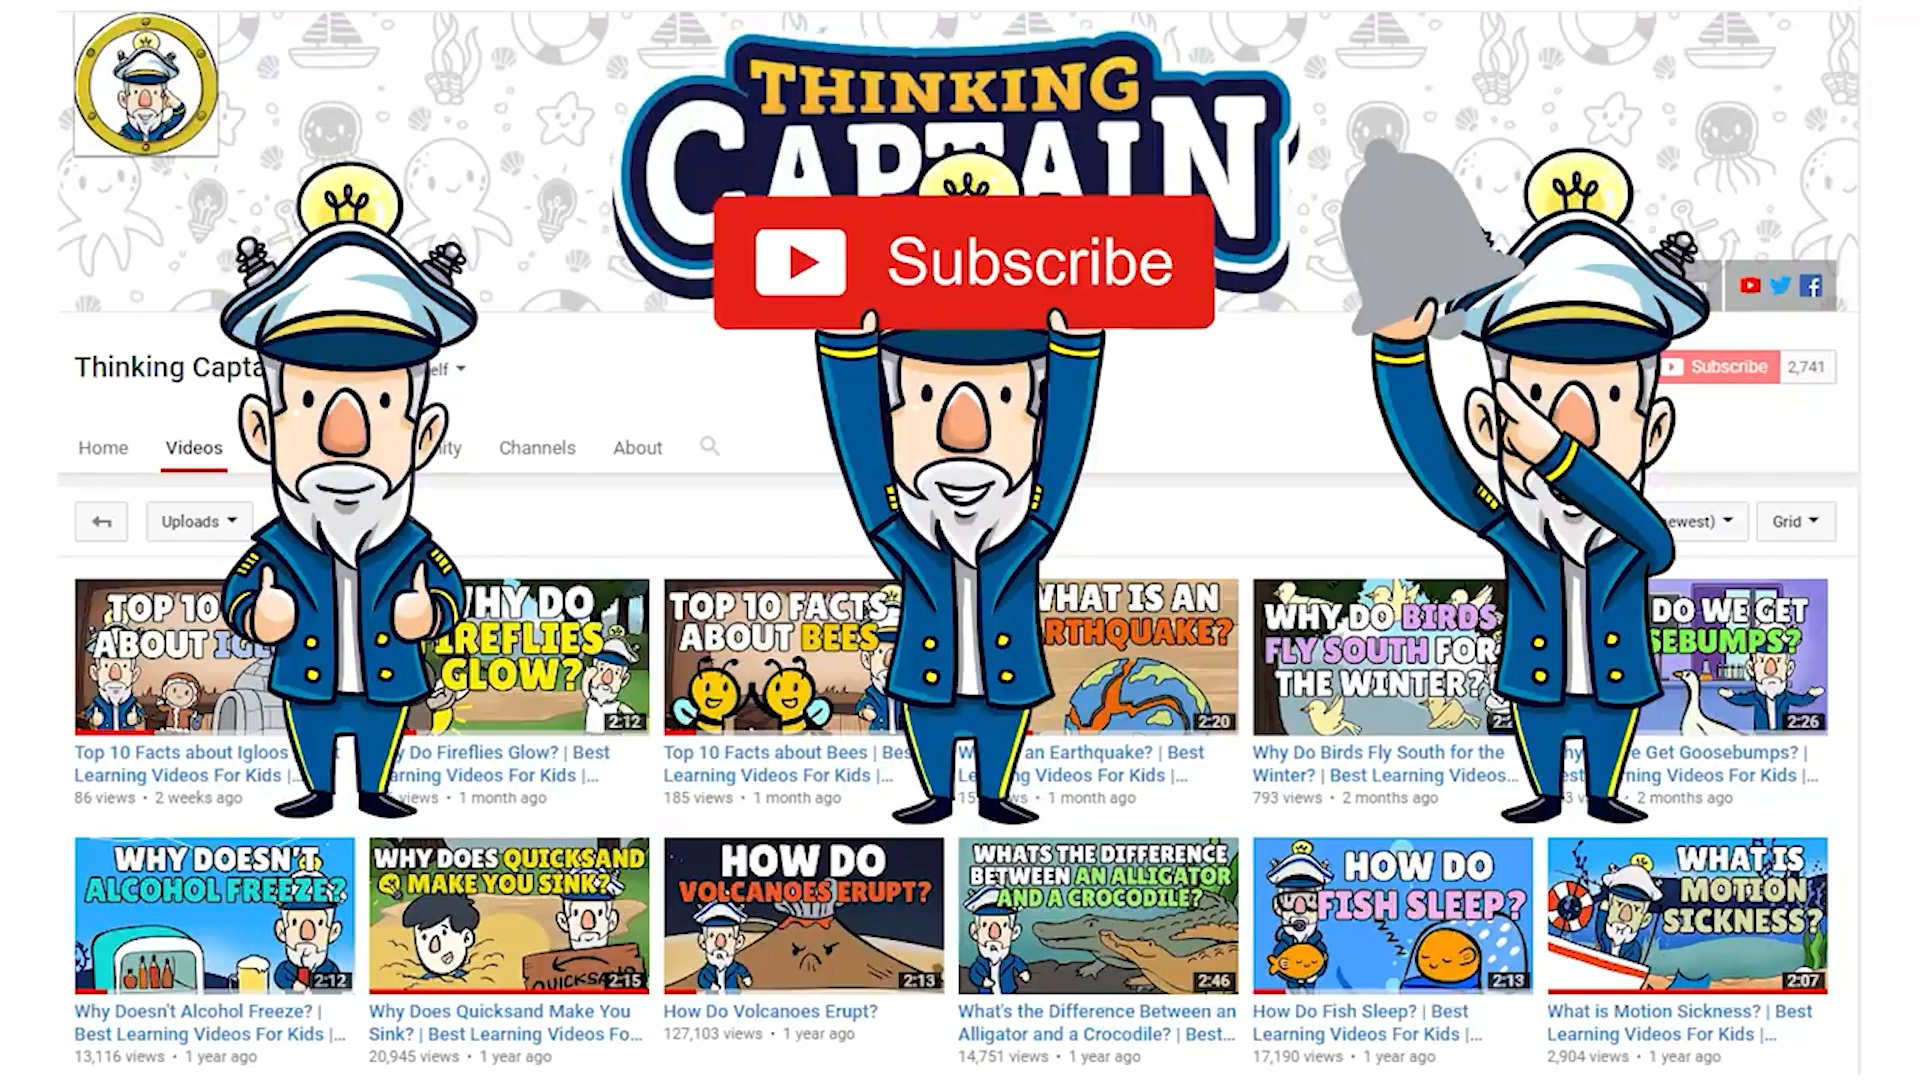 THINKING
CAPTAIN
Subscribe
Thinking Capta
Subscribe 2,741
Home Videos Channels About
Uploads
Grid
TOP 10
ABOUT
WHY DO
FIREFLIES
GLOW?
2:12
TOP 10 FACTS
ABOUT BEES
WHAT IS AN
EARTHQUAKE?
2:20
WHY DO BIRDS
FLY SOUTH FOR
THE WINTER?
DO WE GET
2:26
Top 10 Facts about Igloos
Learning Videos For Kids |...
86 views • 2 weeks ago
Do Fireflies Glow? | Best
Learning Videos For Kids |...
views • 1 month ago
Top 10 Facts about Bees | Bes
Learning Videos For Kids |...
185 views • 1 month ago
an Earthquake? | Best
Videos For Kids |...
• 1 month ago
Why Do Birds Fly South for the
Winter? | Best Learning Videos...
793 views • 2 months ago
Get Goosebumps? |
Videos For Kids |...
• 2 months ago
WHY DOESN'T
ALCOHOL FREEZE?
2:12
WHY DOES QUICKSAND
MAKE YOU SINK?
2:15
HOW DO
VOLCANOES ERUPT?
2:13
WHATS THE DIFFERENCE
BETWEEN AN ALLIGATOR
AND A CROCODILE?
2:46
HOW DO
FISH SLEEP?
2:13
WHAT IS
MOTION
SICKNESS?
2:07
Why Doesn't Alcohol Freeze? |
Best Learning Videos For Kids |...
13,116 views • 1 year ago
Why Does Quicksand Make You
Sink? | Best Learning Videos Fo...
20,945 views • 1 year ago
How Do Volcanoes Erupt?
127,103 views • 1 year ago
What's the Difference Between an
Alligator and a Crocodile? | Best...
14,751 views • 1 year ago
How Do Fish Sleep? | Best
Learning Videos For Kids |...
17,190 views • 1 year ago
What is Motion Sickness? | Best
Learning Videos For Kids |...
2,904 views • 1 year ago